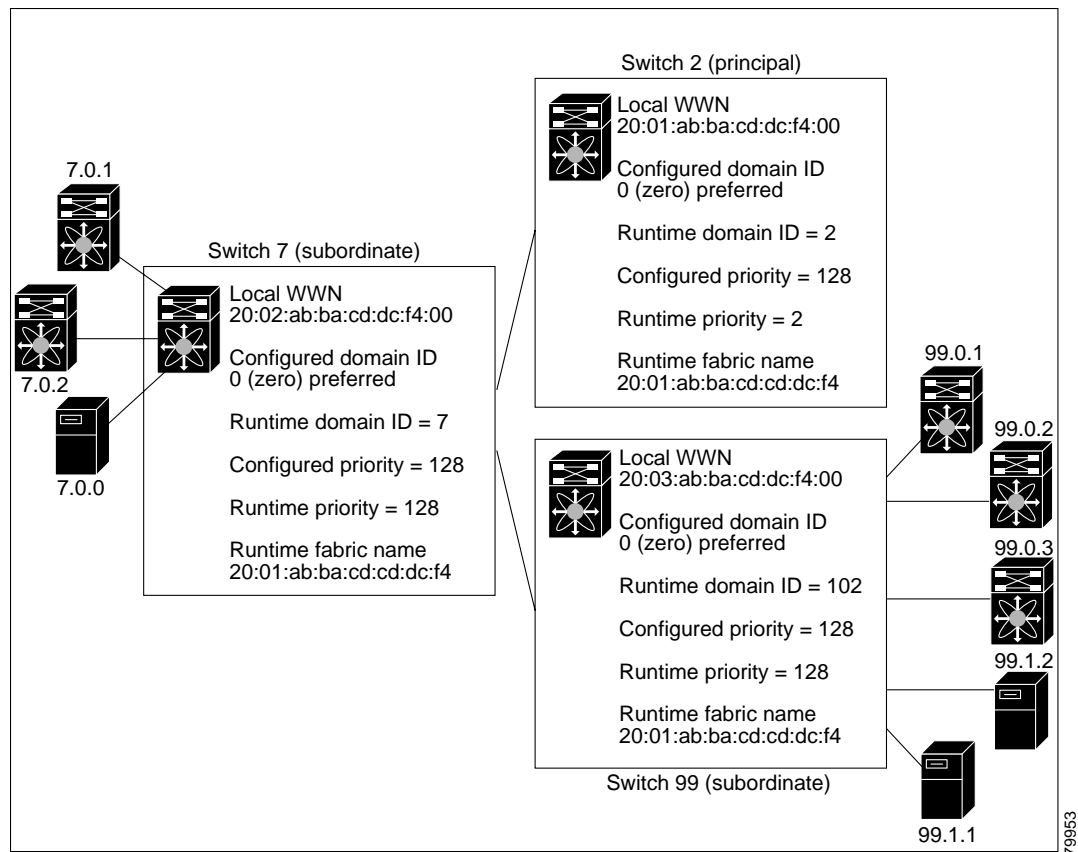 Switch 2 (principal)
Local WWN
20:01:ab:ba:cd:dc:f4:00
Configured domain ID
0 (zero) preferred
Runtime domain ID = 2
Configured priority = 128
Runtime priority = 2
Runtime fabric name
20:01:ab:ba:cd:cd:dc:f4
7.0.1
7.0.2
7.0.0
Switch 7 (subordinate)
Local WWN
20:02:ab:ba:cd:dc:f4:00
Configured domain ID
0 (zero) preferred
Runtime domain ID = 7
Configured priority = 128
Runtime priority = 128
Runtime fabric name
20:01:ab:ba:cd:cd:dc:f4
Local WWN
20:03:ab:ba:cd:dc:f4:00
Configured domain ID
0 (zero) preferred
Runtime domain ID = 102
Configured priority = 128
Runtime priority = 128
Runtime fabric name
20:01:ab:ba:cd:cd:dc:f4
Switch 99 (subordinate)
99.0.1
99.0.2
99.0.3
99.1.2
99.1.1
79953